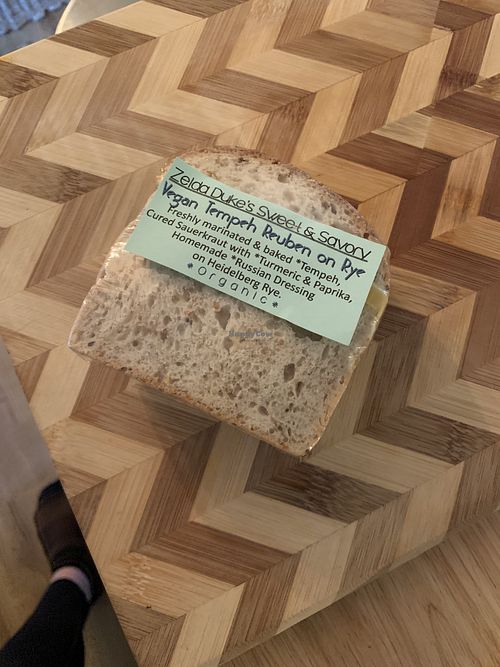 Zelda Duke's Sweet & Savory
Vegan Tempeh Reuben on Rye
Freshly marinated & baked *Tempeh,
Cured Sauerkraut with *Turmeric & Paprika,
Homemade *Russian Dressing
on Heidelberg Rye.
*Organic*
HappyCow